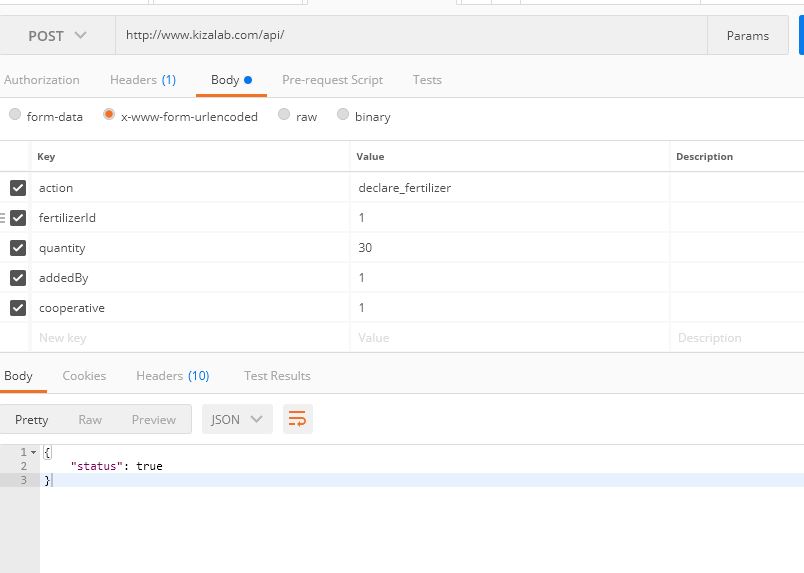 POST http://www.kizalab.com/api/ Params
Authorization Headers (1) Body Pre-request Script Tests
form-data x-www-form-urlencoded raw binary
Key Value Description
action declare_fertilizer
fertilizerId 1
quantity 30
addedBy 1
cooperative 1
New key Value Description
Body Cookies Headers (10) Test Results
Pretty Raw Preview JSON
1 {
2 "status": true
3 }